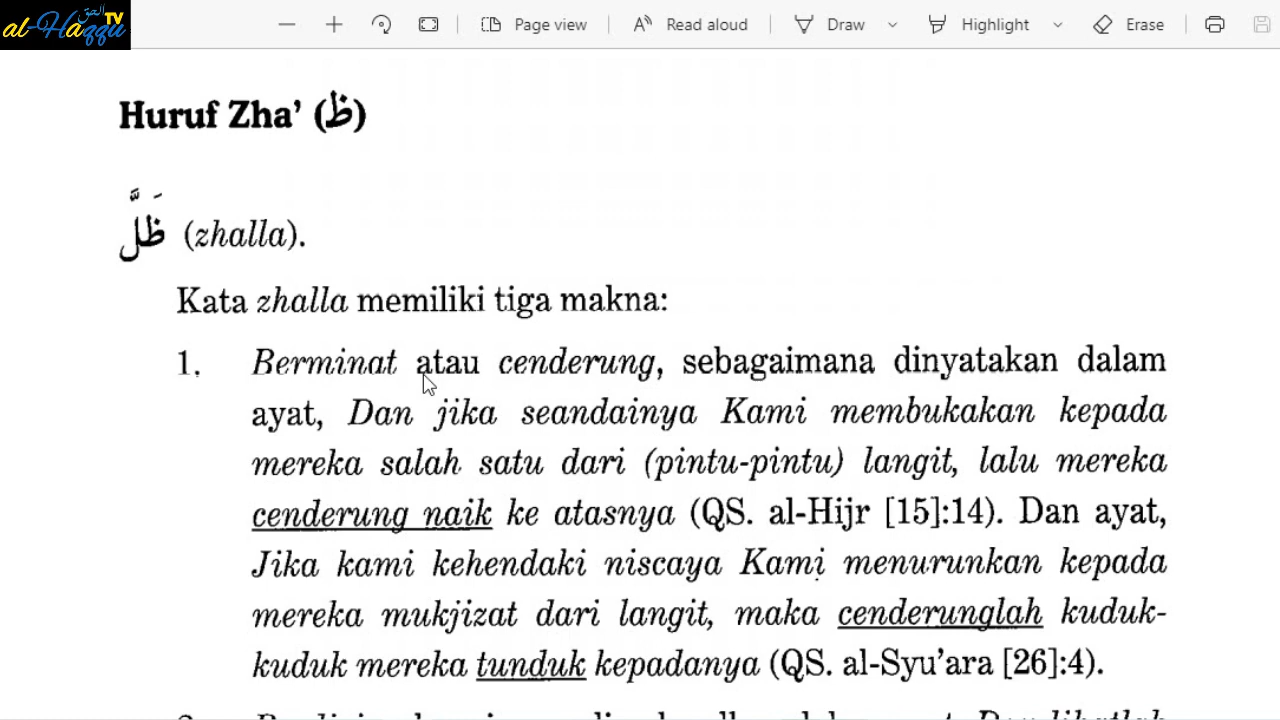 al-Haqqu TV
الحق
Page view
Read aloud
Draw
Highlight
Erase
Huruf Zha’ (ظ)
ظَلَّ (zhalla).
Kata zhalla memiliki tiga makna:
1. Berminat atau cenderung, sebagaimana dinyatakan dalam
ayat, Dan jika seandainya Kami membukakan kepada
mereka salah satu dari (pintu-pintu) langit, lalu mereka
cenderung naik ke atasnya (QS. al-Hijr [15]:14). Dan ayat,
Jika kami kehendaki niscaya Kami menurunkan kepada
mereka mukjizat dari langit, maka cenderunglah kuduk-
kuduk mereka tunduk kepadanya (QS. al-Syu’ara [26]:4).